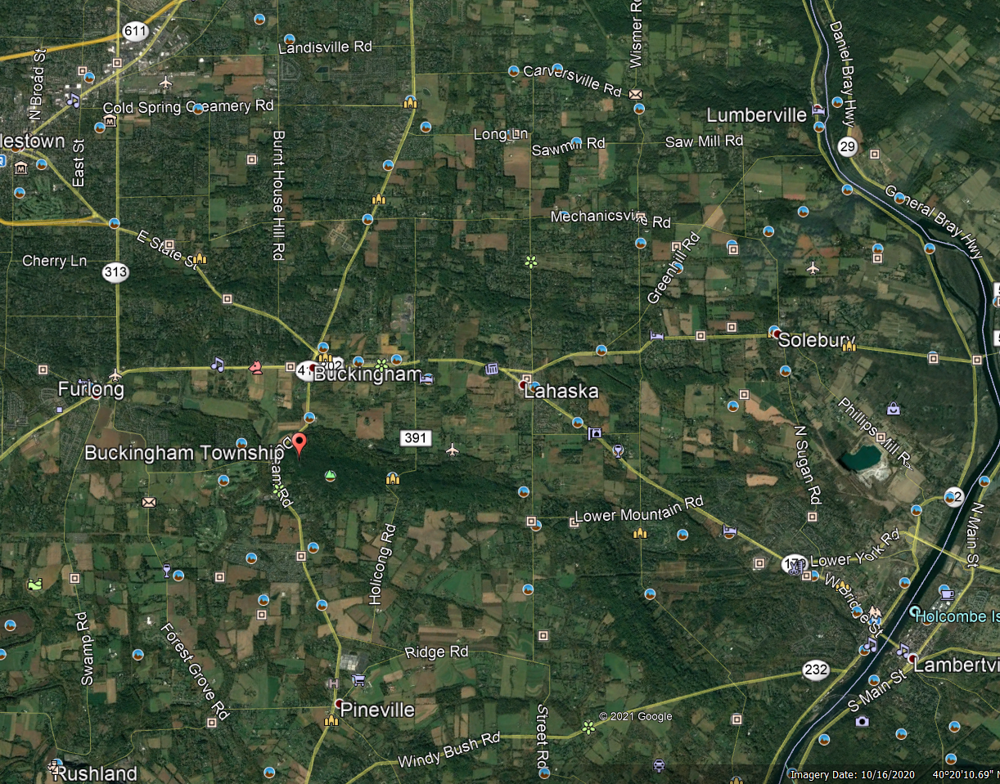 611
Landisville Rd
Wismer Rd
Daniel Bray Hwy
N Broad St
Carversville Rd
Cold Spring Creamery Rd
Lumberville
Long Ln
lestown
Sawmill Rd
Saw Mill Rd
29
East St
Burnt House Hill Rd
General Bray Hwy
Mechanicsville Rd
E State St
Cherry Ln
313
Greenhill Rd
Solebury
202
Buckingham
Furlong
Lahaska
Phillips Mill R
391
Buckingham Township
N Sugan Rd
Lower Mountain Rd
N Main St
Holicong Rd
Lower York Rd
W Bridge St
Holcombe Is
Swamp Rd
Forest Grove Rd
Ridge Rd
232
Lambertvi
S Main St
Pineville
© 2021 Google
Street Rd
Windy Bush Rd
Rushland
Imagery Date: 10/16/2020 40°20'10.69" N